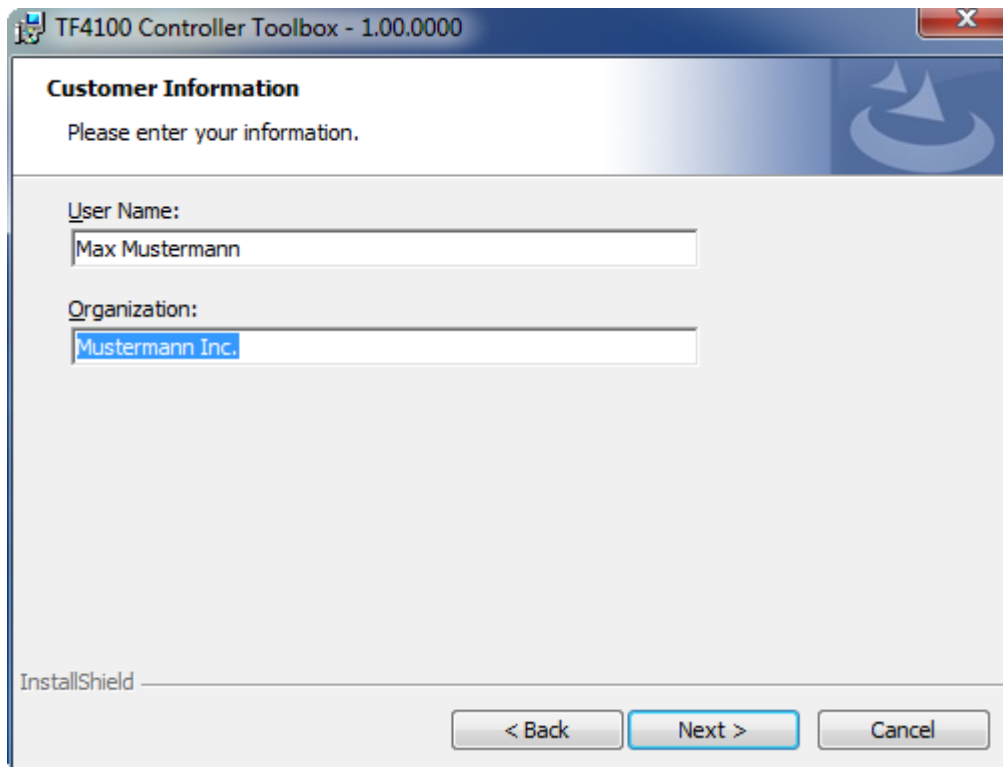 TF4100 Controller Toolbox - 1.00.0000
Customer Information
Please enter your information.
User Name:
Max Mustermann
Organization:
Mustermann Inc.
InstallShield
< Back Next > Cancel